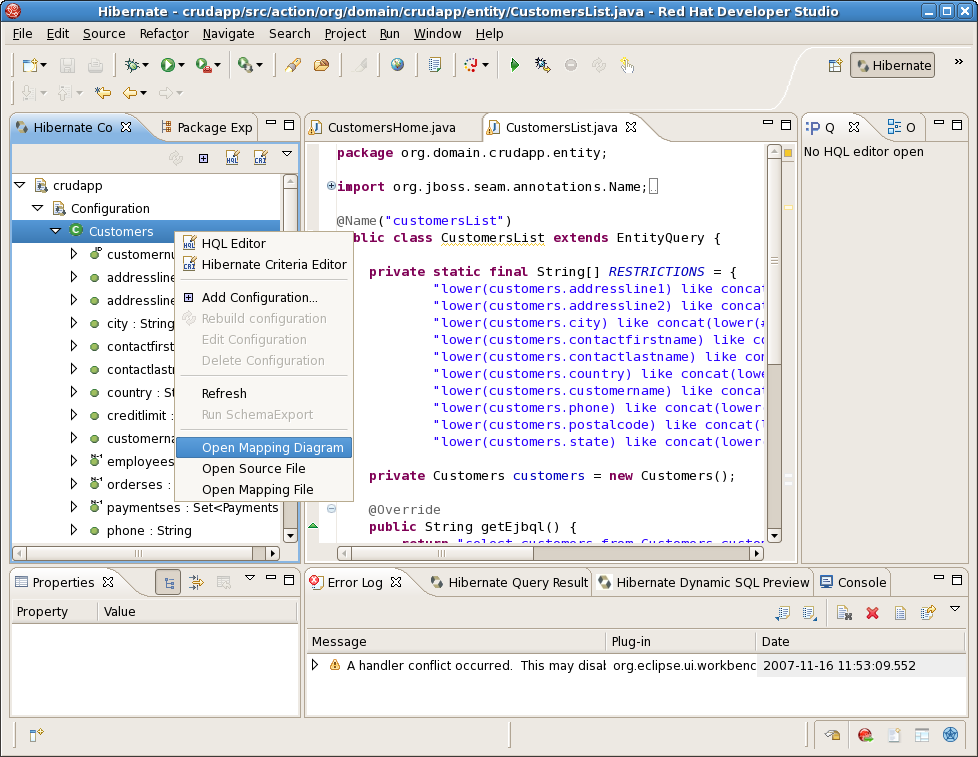 Hibernate - crudapp/src/action/org/domain/crudapp/entity/CustomersList.java - Red Hat Developer Studio
File Edit Source Refactor Navigate Search Project Run Window Help
Hibernate
Hibernate Co
Package Exp
crudapp
Configuration
Customers
customernu
addressline
addressline
city : String
contactfirst
contactlastn
country : St
creditlimit :
customerna
employees
orderses :
paymentses : Set<Payments
phone : String
HQL Editor
Hibernate Criteria Editor
Add Configuration...
Rebuild configuration
Edit Configuration
Delete Configuration
Refresh
Run SchemaExport
Open Mapping Diagram
Open Source File
Open Mapping File
CustomersHome.java
CustomersList.java
package org.domain.crudapp.entity;
import org.jboss.seam.annotations.Name;
@Name("customersList")
blic class CustomersList extends EntityQuery {
private static final String[] RESTRICTIONS = {
"lower(customers.addressline1) like concat
"lower(customers.addressline2) like concat
"lower(customers.city) like concat(lower(#
"lower(customers.contactfirstname) like co
"lower(customers.contactlastname) like con
"lower(customers.country) like concat(lowe
"lower(customers.customername) like concat
"lower(customers.phone) like concat(lower(
"lower(customers.postalcode) like concat(l
"lower(customers.state) like concat(lower(
private Customers customers = new Customers();
@Override
public String getEjbql() {
return "select customers from Customers custo
Q
O
No HQL editor open
Properties
Property Value
Error Log
Hibernate Query Result
Hibernate Dynamic SQL Preview
Console
Message Plug-in Date
A handler conflict occurred. This may disab org.eclipse.ui.workbenc 2007-11-16 11:53:09.552